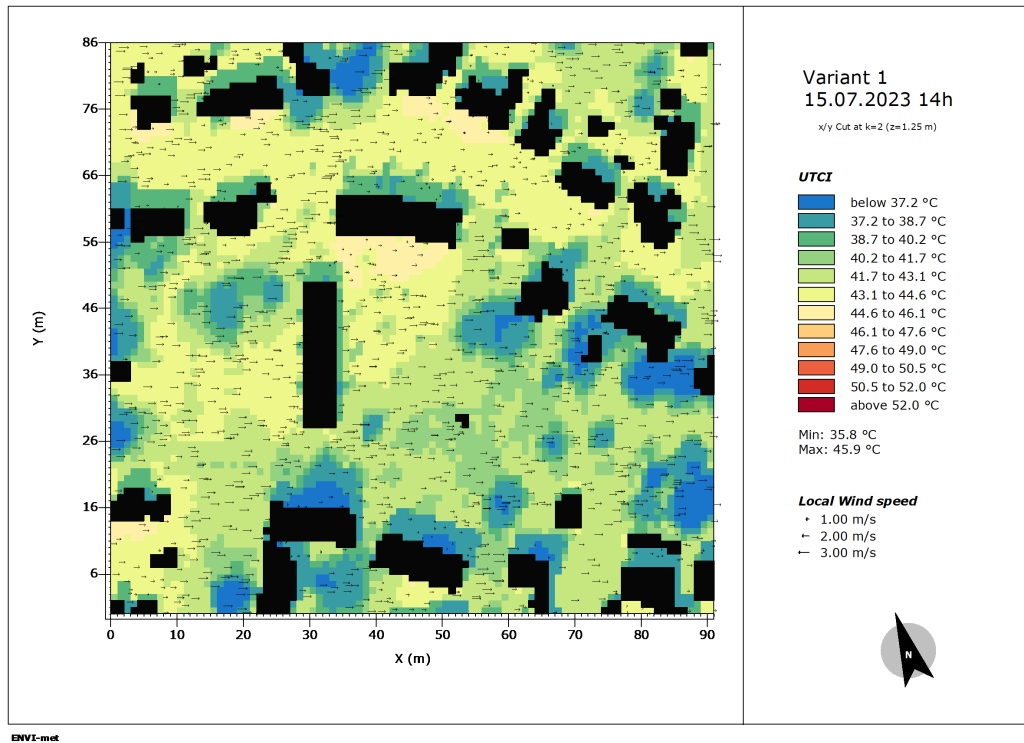 Variant 1
15.07.2023 14h
x/y Cut at k=2 (z=1.25 m)
UTCI
below 37.2 °C
37.2 to 38.7 °C
38.7 to 40.2 °C
40.2 to 41.7 °C
41.7 to 43.1 °C
43.1 to 44.6 °C
44.6 to 46.1 °C
46.1 to 47.6 °C
47.6 to 49.0 °C
49.0 to 50.5 °C
50.5 to 52.0 °C
above 52.0 °C
Min: 35.8 °C
Max: 45.9 °C
Local Wind speed
1.00 m/s
2.00 m/s
3.00 m/s
N
86
76
66
56
46
36
26
16
6
Y (m)
0 10 20 30 40 50 60 70 80 90
X (m)
ENVI-met